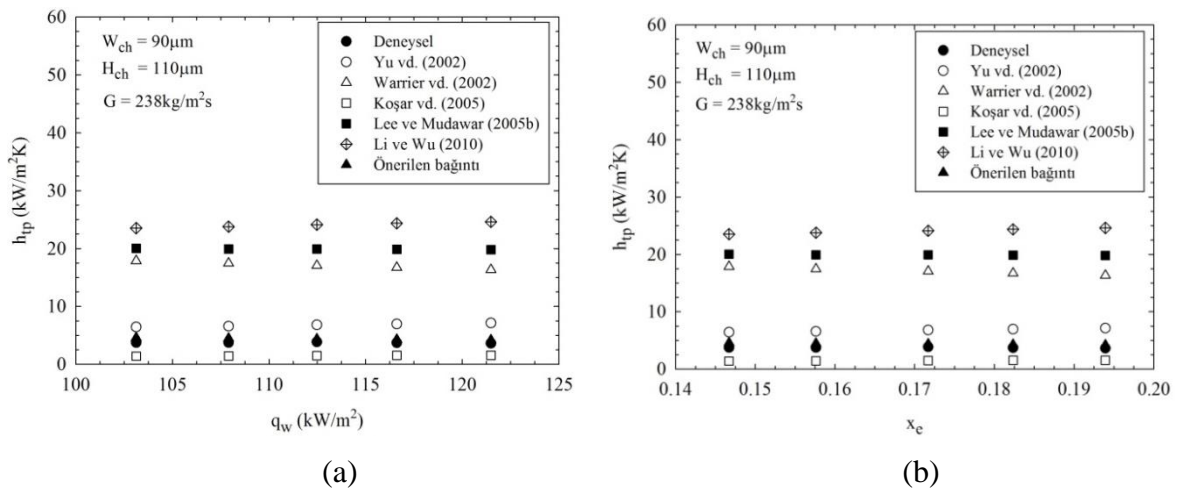 W_ch = 90μm
H_ch = 110μm
G = 238kg/m²s
Deneysel
Yu vd. (2002)
Warrier vd. (2002)
Koşar vd. (2005)
Lee ve Mudawar (2005b)
Li ve Wu (2010)
Önerilen bağıntı
h_tp (kW/m²K)
60
50
40
30
20
10
0
100 105 110 115 120 125
q_w (kW/m²)
(a)
W_ch = 90μm
H_ch = 110μm
G = 238kg/m²s
Deneysel
Yu vd. (2002)
Warrier vd. (2002)
Koşar vd. (2005)
Lee ve Mudawar (2005b)
Li ve Wu (2010)
Önerilen bağıntı
h_tp (kW/m²K)
60
50
40
30
20
10
0
0.14 0.15 0.16 0.17 0.18 0.19 0.20
x_e
(b)